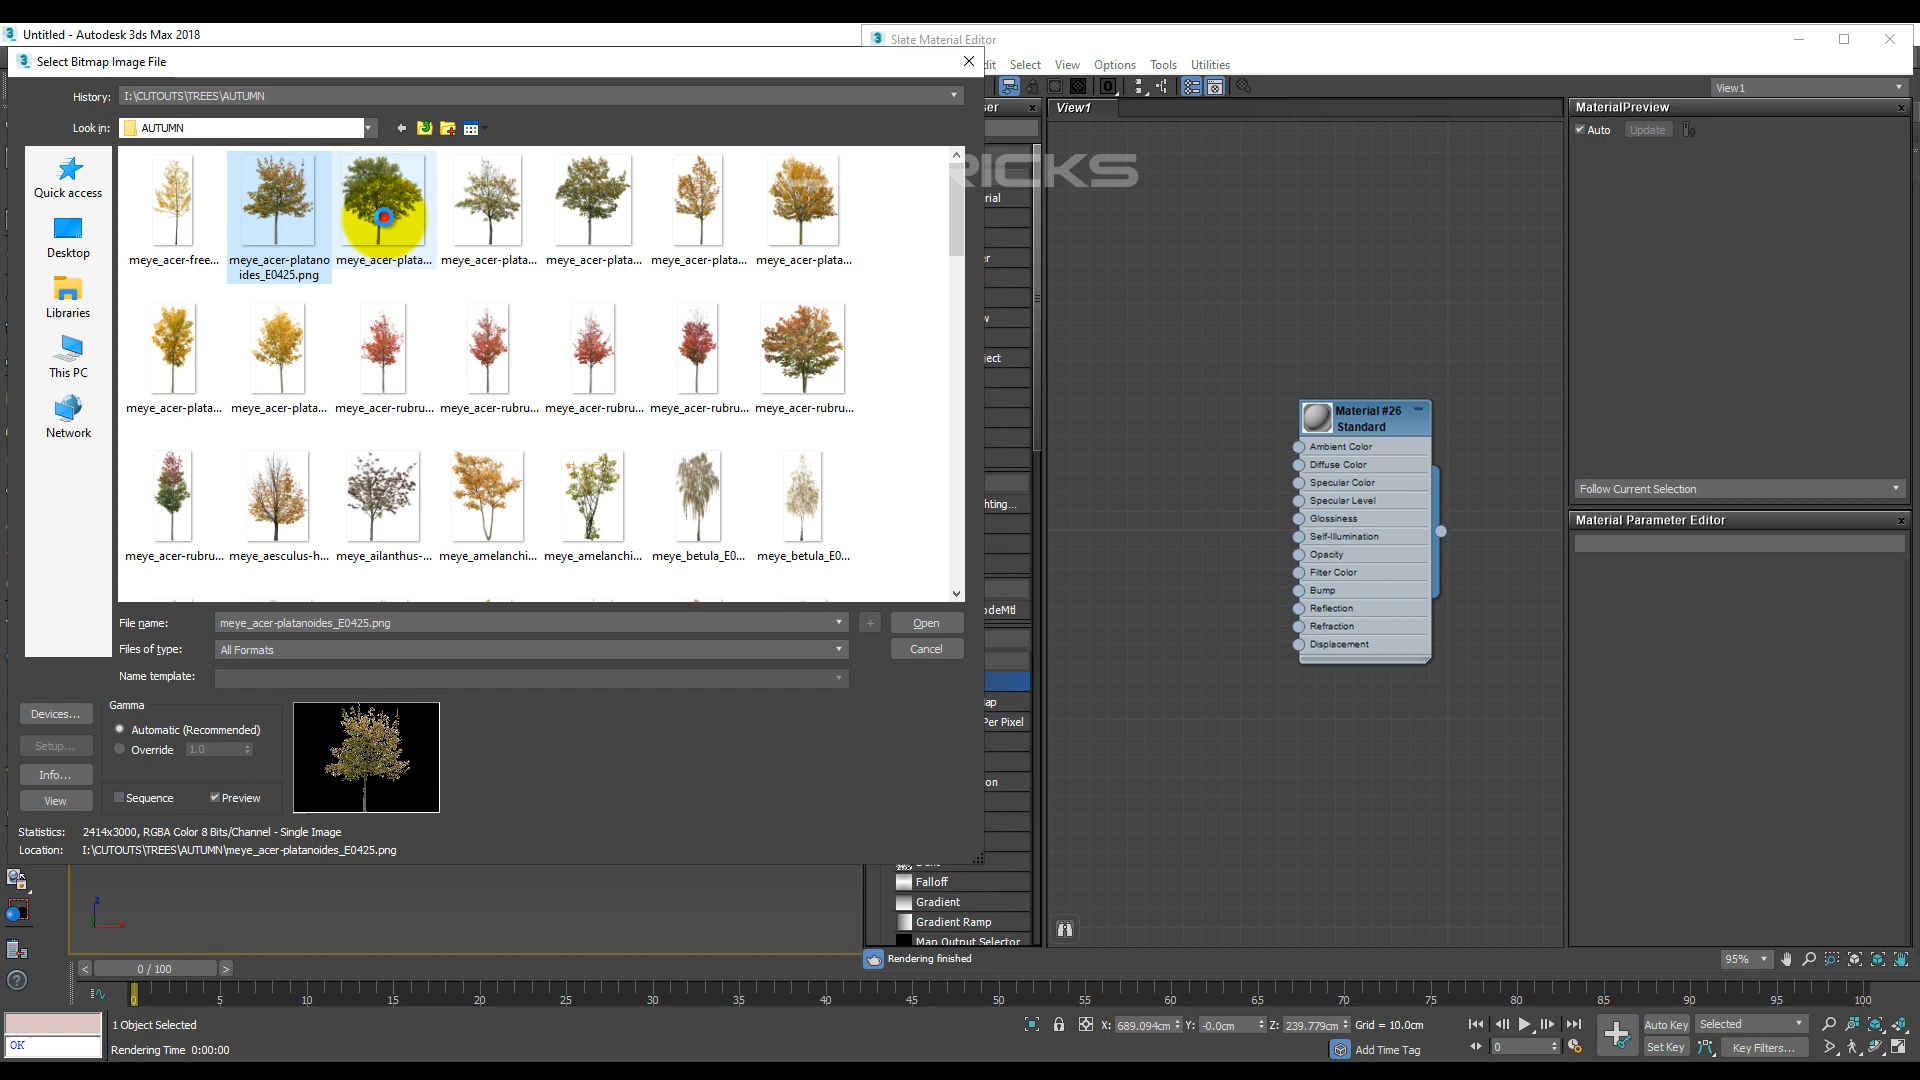 Untitled - Autodesk 3ds Max 2018
Slate Material Editor
Select Bitmap Image File
Select View Options Tools Utilities
History: I:\CUTOUTS\TREES\AUTUMN
View1
View1
MaterialPreview
Look in: AUTUMN
Auto Update
RICKS
Quick access
Desktop
Libraries
This PC
Network
meye_acer-free...
meye_acer-platano
ides_E0425.png
meye_acer-plata...
meye_acer-plata...
meye_acer-plata...
meye_acer-plata...
meye_acer-plata...
meye_acer-plata...
meye_acer-plata...
meye_acer-rubru...
meye_acer-rubru...
meye_acer-rubru...
meye_acer-rubru...
meye_acer-rubru...
meye_acer-rubru...
meye_aesculus-h...
meye_ailanthus-...
meye_amelanchi...
meye_amelanchi...
meye_betula_E0...
meye_betula_E0...
Material #26
Standard
Ambient Color
Diffuse Color
Specular Color
Specular Level
Glossiness
Self-Illumination
Opacity
Filter Color
Bump
Reflection
Refraction
Displacement
Follow Current Selection
Material Parameter Editor
File name: meye_acer-platanoides_E0425.png + Open
Files of type: All Formats Cancel
Name template:
Per Pixel
Devices...
Setup...
Info...
View
Gamma
Automatic (Recommended)
Override 1.0
Sequence Preview
Statistics: 2414x3000, RGBA Color 8 Bits/Channel - Single Image
Location: I:\CUTOUTS\TREES\AUTUMN\meye_acer-platanoides_E0425.png
Falloff
Gradient
Gradient Ramp
Map Output Selector
Rendering finished
95%
0 / 100
0 5 10 15 20 25 30 35 40 45 50 55 60 65 70 75 80 85 90 95 100
1 Object Selected
X: 689.094cm Y: -0.0cm Z: 239.779cm Grid = 10.0cm
Auto Key Selected
OK
Rendering Time 0:00:00
Add Time Tag
0
Set Key Key Filters...